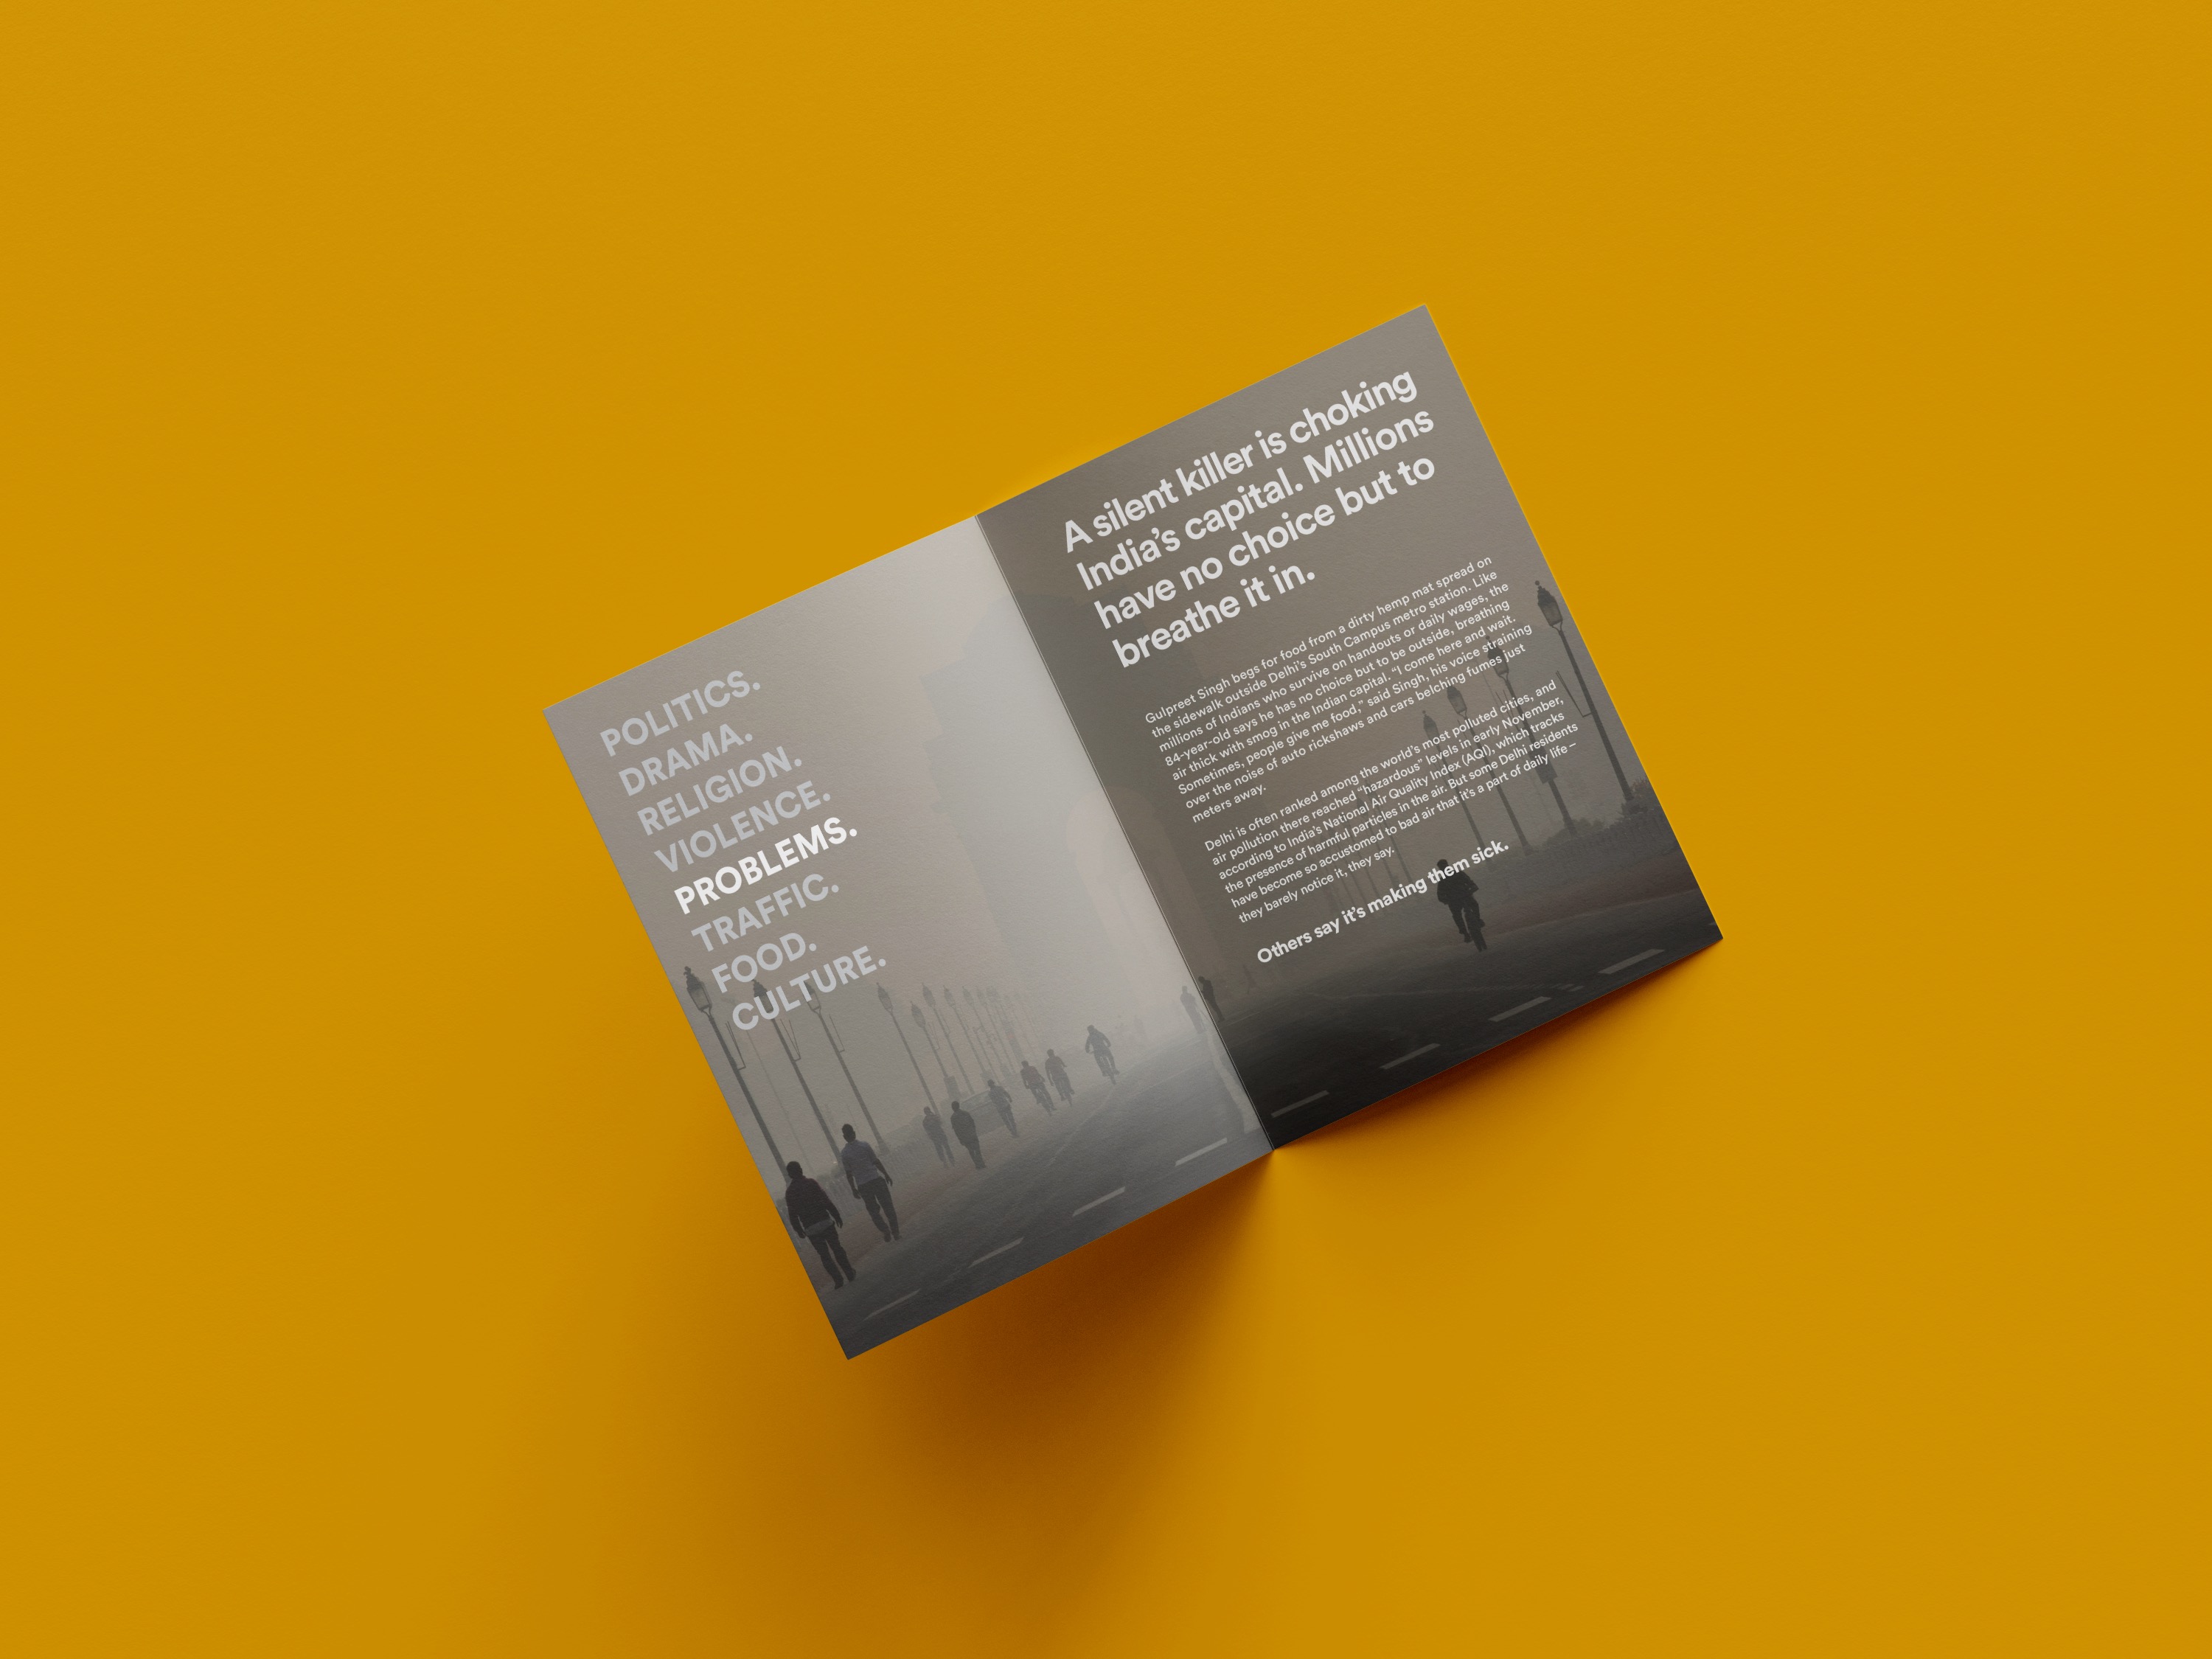 POLITICS.
DRAMA.
RELIGION.
VIOLENCE.
PROBLEMS.
TRAFFIC.
FOOD.
CULTURE.
A silent killer is choking
India’s capital. Millions
have no choice but to
breathe it in.
Gulpreet Singh begs for food from a dirty hemp mat spread on
the sidewalk outside Delhi’s South Campus metro station. Like
millions of Indians who survive on handouts or daily wages, the
84-year-old says he has no choice but to be outside, breathing
air thick with smog in the Indian capital. “I come here and wait.
Sometimes, people give me food,” said Singh, his voice straining
over the noise of auto rickshaws and cars belching fumes just
meters away.
Delhi is often ranked among the world’s most polluted cities, and
air pollution there reached “hazardous” levels in early November,
according to India’s National Air Quality Index (AQI), which tracks
the presence of harmful particles in the air. But some Delhi residents
have become so accustomed to bad air that it’s a part of daily life –
they barely notice it, they say.
Others say it’s making them sick.